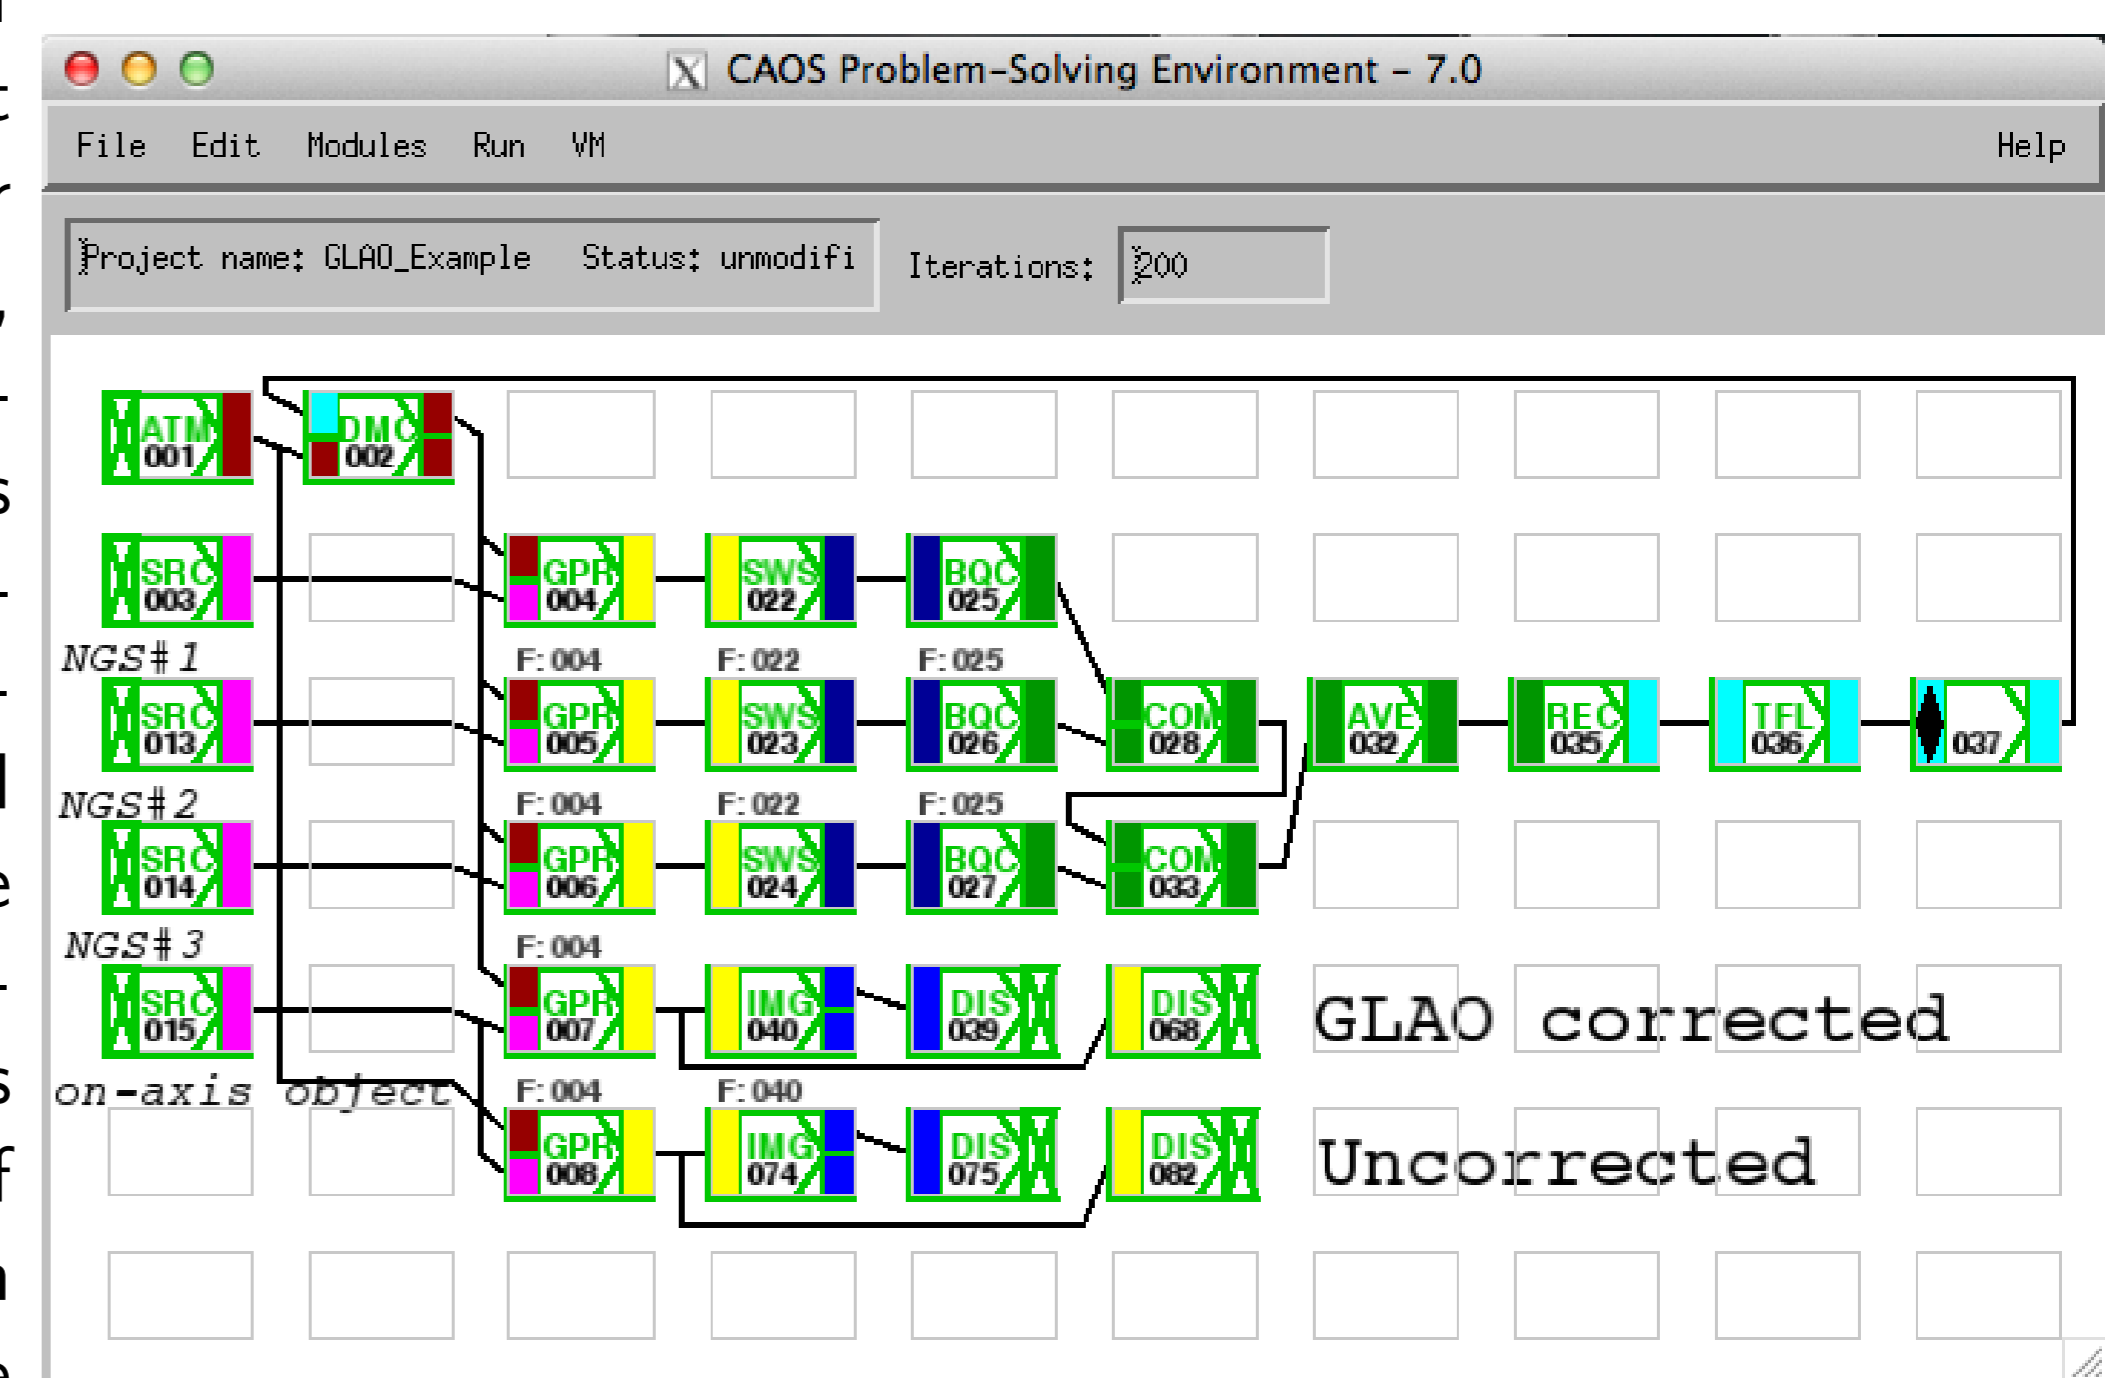 CAOS Problem-Solving Environment - 7.0
File Edit Modules Run VM Help
Project name: GLAO_Example Status: unmodifi Iterations: 200
ATM 001 DMC 002
SRC 003 GPR 004 SWS 022 BQC 025
NGS#1 F: 004 F: 022 F: 025
SRC 013 GPR 005 SWS 023 BQC 026 COM 028 AVE 032 REC 035 TFL 036 037
NGS#2 F: 004 F: 022 F: 025
SRC 014 GPR 006 SWS 024 BQC 027 COM 033
NGS#3 F: 004
SRC 015 GPR 007 IMG 040 DIS 039 DIS 068 GLAO corrected
on-axis object F: 004 F: 040
GPR 008 IMG 074 DIS 075 DIS 082 Uncorrected